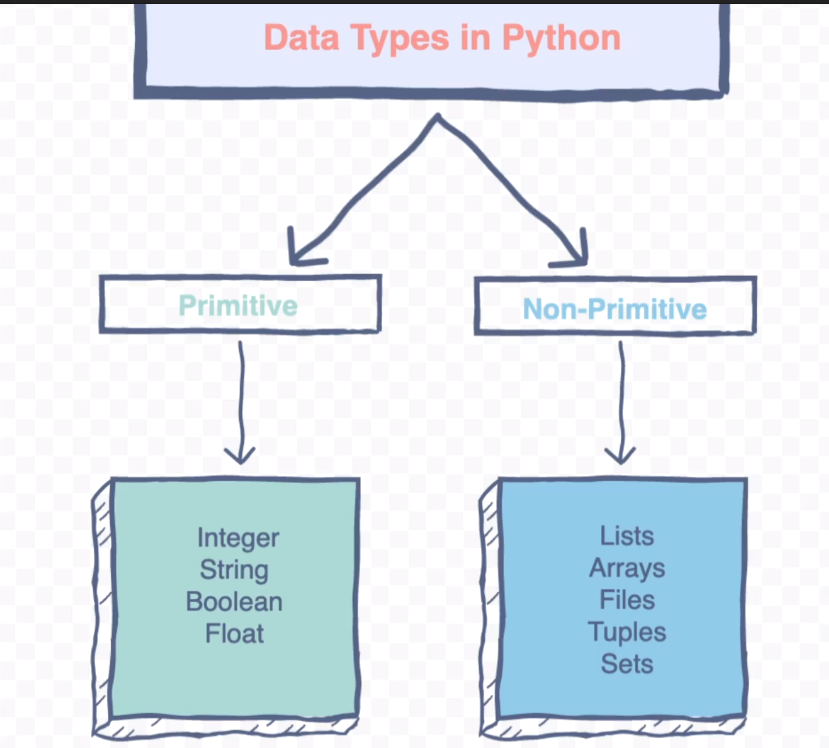 Data Types in Python
Primitive
Non-Primitive
Integer
String
Boolean
Float
Lists
Arrays
Files
Tuples
Sets